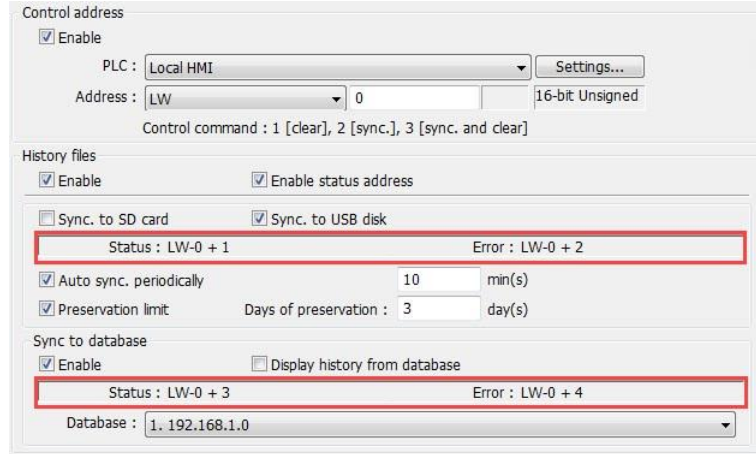 Control address
Enable
PLC : Local HMI Settings...
Address : LW 0 16-bit Unsigned
Control command : 1 [clear], 2 [sync.], 3 [sync. and clear]
History files
Enable Enable status address
Sync. to SD card Sync. to USB disk
Status : LW-0 + 1 Error : LW-0 + 2
Auto sync. periodically 10 min(s)
Preservation limit Days of preservation : 3 day(s)
Sync to database
Enable Display history from database
Status : LW-0 + 3 Error : LW-0 + 4
Database : 1. 192.168.1.0